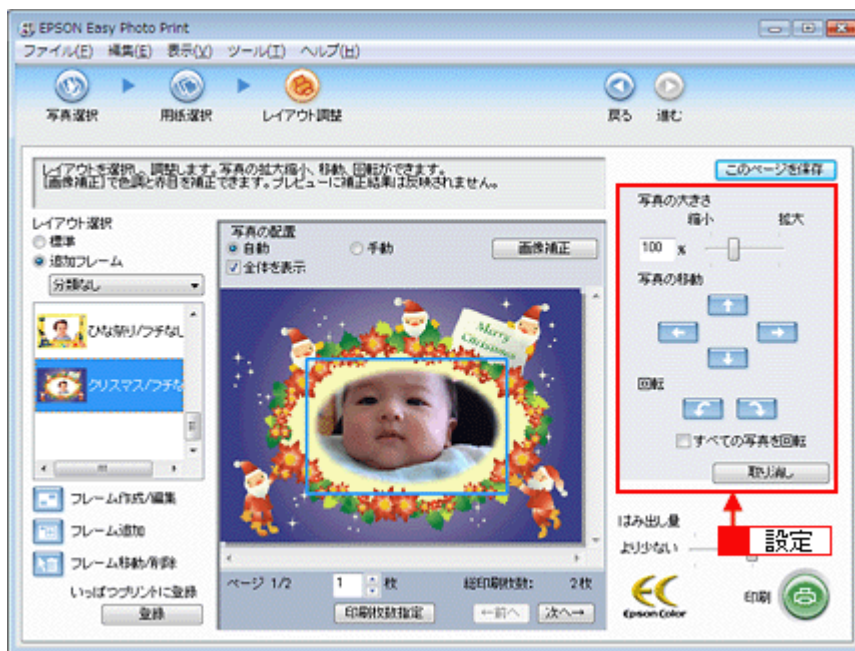 EPSON Easy Photo Print
ファイル(F) 編集(E) 表示(V) ツール(T) ヘルプ(H)
写真選択 用紙選択 レイアウト調整 戻る 進む
レイアウトを選択し、調整します。写真の拡大縮小、移動、回転ができます。
[画像補正]で色調と赤目を補正できます。プレビューに補正結果は反映されません。
このページを保存
レイアウト選択
標準
追加フレーム
分類なし
ひな祭り/フチなし
クリスマス/フチな
フレーム作成/編集
フレーム追加
フレーム移動/削除
いっぱつプリントに登録
登録
写真の配置
自動 手動 画像補正
全体を表示
Merry
Christmas
ページ 1/2 1 枚 総印刷枚数: 2枚
印刷枚数指定 ←前へ 次へ→
写真の大きさ
縮小 拡大
100 %
写真の移動
回転
すべての写真を回転
取り消し
はみ出し量
より少ない
設定
Epson Color
印刷